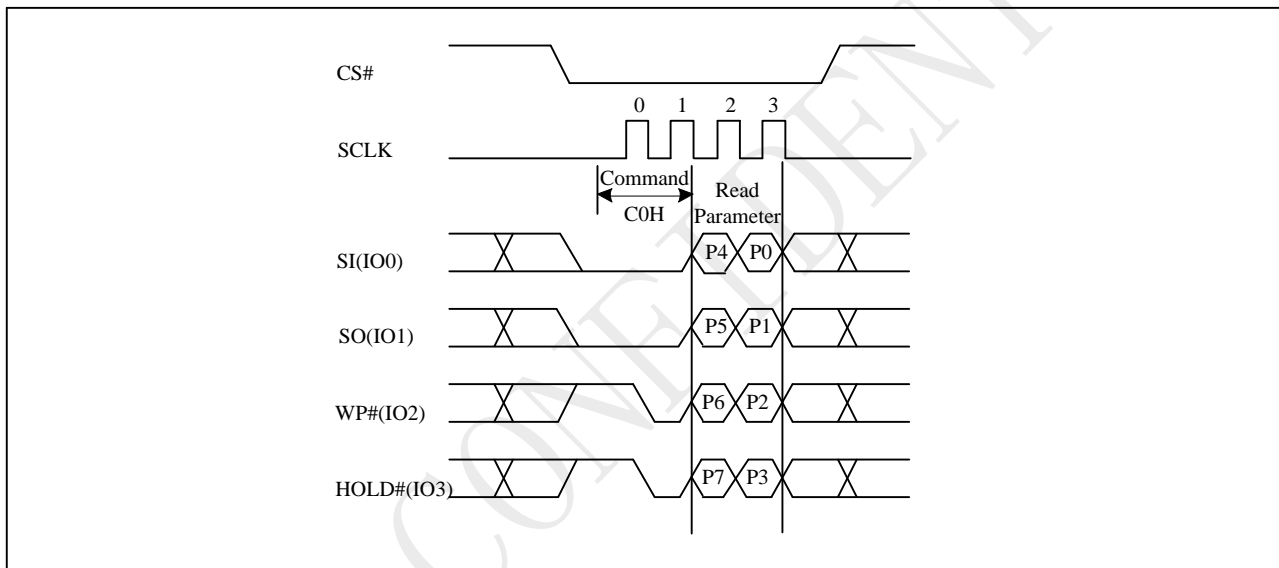 CS#
0 1 2 3
SCLK
Command
C0H
Read
Parameter
SI(IO0) P4 P0
SO(IO1) P5 P1
WP#(IO2) P6 P2
HOLD#(IO3) P7 P3